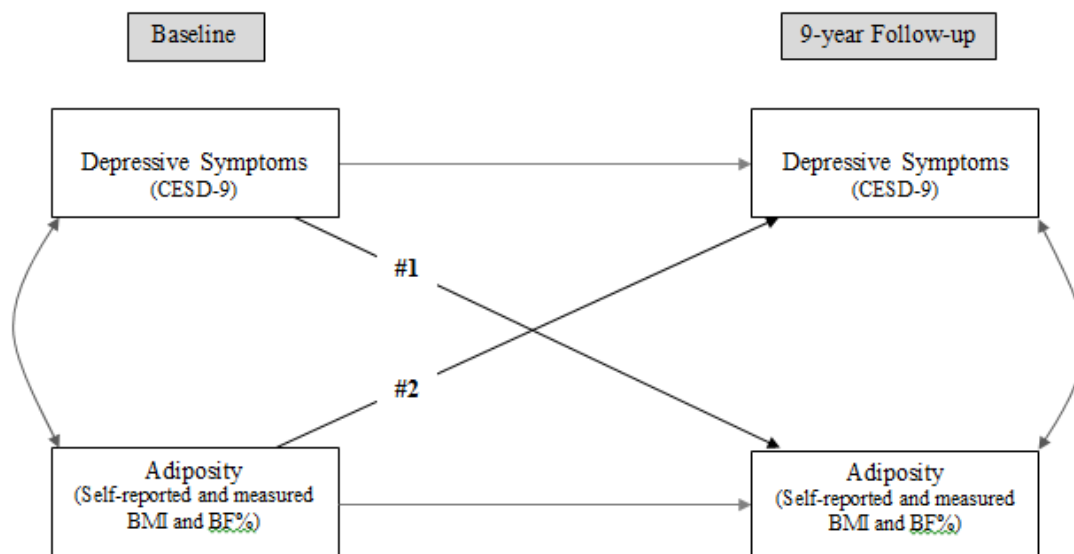 Baseline
9-year Follow-up
Depressive Symptoms
(CESD-9)
Depressive Symptoms
(CESD-9)
#1
#2
Adiposity
(Self-reported and measured
BMI and BF%)
Adiposity
(Self-reported and measured
BMI and BF%)